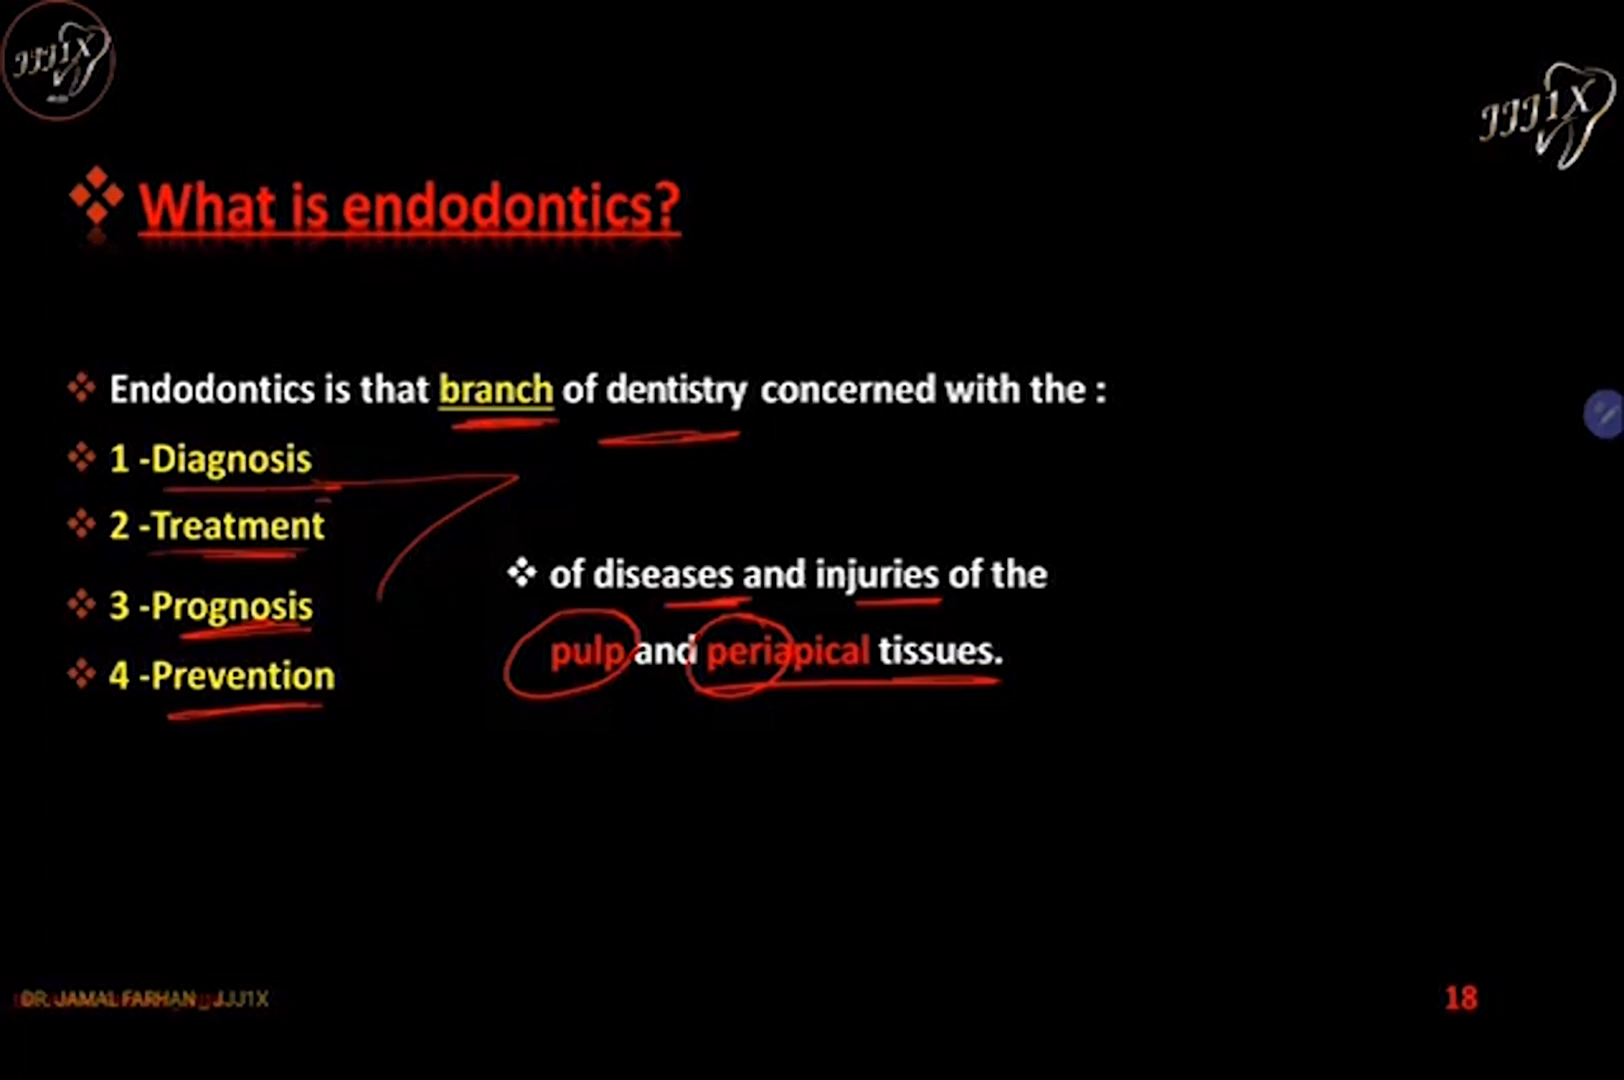 JJJ1X
JJJ1X
What is endodontics?
Endodontics is that branch of dentistry concerned with the :
1 -Diagnosis
2 -Treatment
3 -Prognosis
4 -Prevention
of diseases and injuries of the
pulp and periapical tissues.
DR. JAMAL FARHAN JJJ1X
18